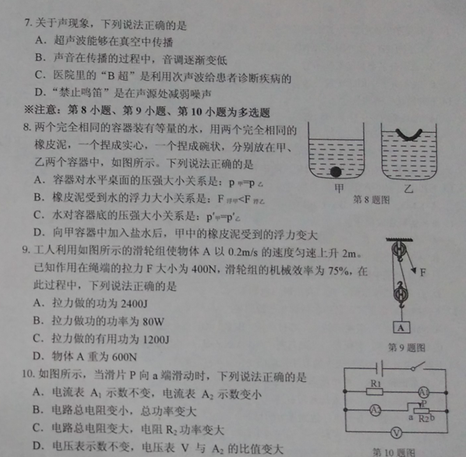 7. 关于声现象，下列说法正确的是
A．超声波能够在真空中传播
B．声音在传播的过程中，音调逐渐变低
C．医院里的“B 超”是利用次声波给患者诊断疾病的
D．“禁止鸣笛”是在声源处减弱噪声
※注意：第 8 小题、第 9 小题、第 10 小题为多选题
8. 两个完全相同的容器装有等量的水，用两个完全相同的
橡皮泥，一个捏成实心，一个捏成碗状，分别放在甲、
乙两个容器中，如图所示。下列说法正确的是
A．容器对水平桌面的压强大小关系是：p 甲=p 乙
B．橡皮泥受到水的浮力大小关系是：F 浮甲<F 浮乙
C．水对容器底的压强大小关系是：p'甲=p'乙
D．向甲容器中加入盐水后，甲中的橡皮泥受到的浮力变大
甲
乙
第 8 题图
9. 工人利用如图所示的滑轮组使物体 A 以 0.2m/s 的速度匀速上升 2m。
已知作用在绳端的拉力 F 大小为 400N，滑轮组的机械效率为 75%，在
此过程中，下列说法正确的是
A．拉力做的功为 2400J
B．拉力做功的功率为 80W
C．拉力做的有用功为 1200J
D．物体 A 重为 600N
F
A
第 9 题图
10. 如图所示，当滑片 P 向 a 端滑动时，下列说法正确的是
A．电流表 A₁ 示数不变，电流表 A₂ 示数变小
B．电路总电阻变小，总功率变大
C．电路总电阻变大，电阻 R₂ 功率变大
D．电压表示数不变，电压表 V 与 A₂ 的比值变大
R₁
P
a R₂ b
V
第 10 题图